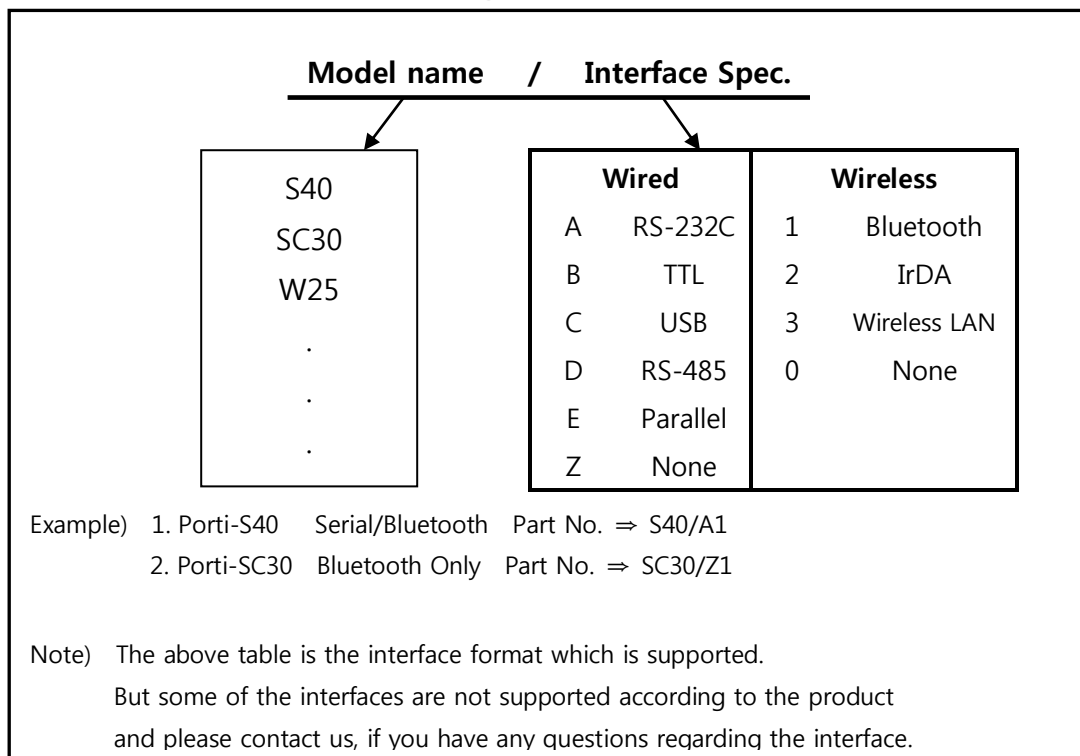 Model name / Interface Spec.
S40
SC30
W25
.
.
.
Wired Wireless
A RS-232C 1 Bluetooth
B TTL 2 IrDA
C USB 3 Wireless LAN
D RS-485 0 None
E Parallel
Z None
Example) 1. Porti-S40 Serial/Bluetooth Part No. ⇒ S40/A1
2. Porti-SC30 Bluetooth Only Part No. ⇒ SC30/Z1
Note) The above table is the interface format which is supported.
But some of the interfaces are not supported according to the product
and please contact us, if you have any questions regarding the interface.